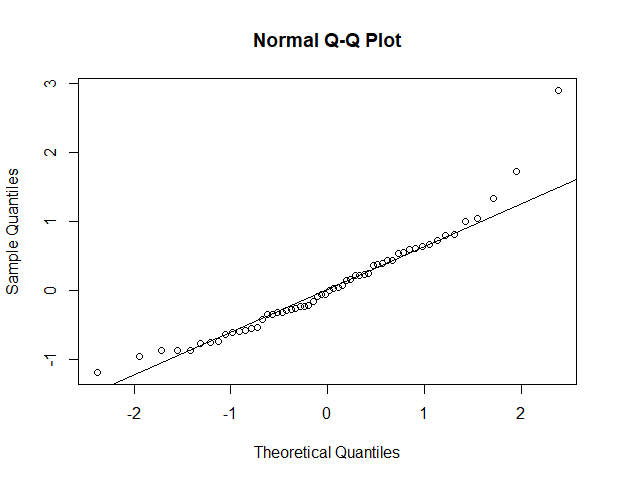 Normal Q-Q Plot
3
2
1
0
-1
Sample Quantiles
-2 -1 0 1 2
Theoretical Quantiles